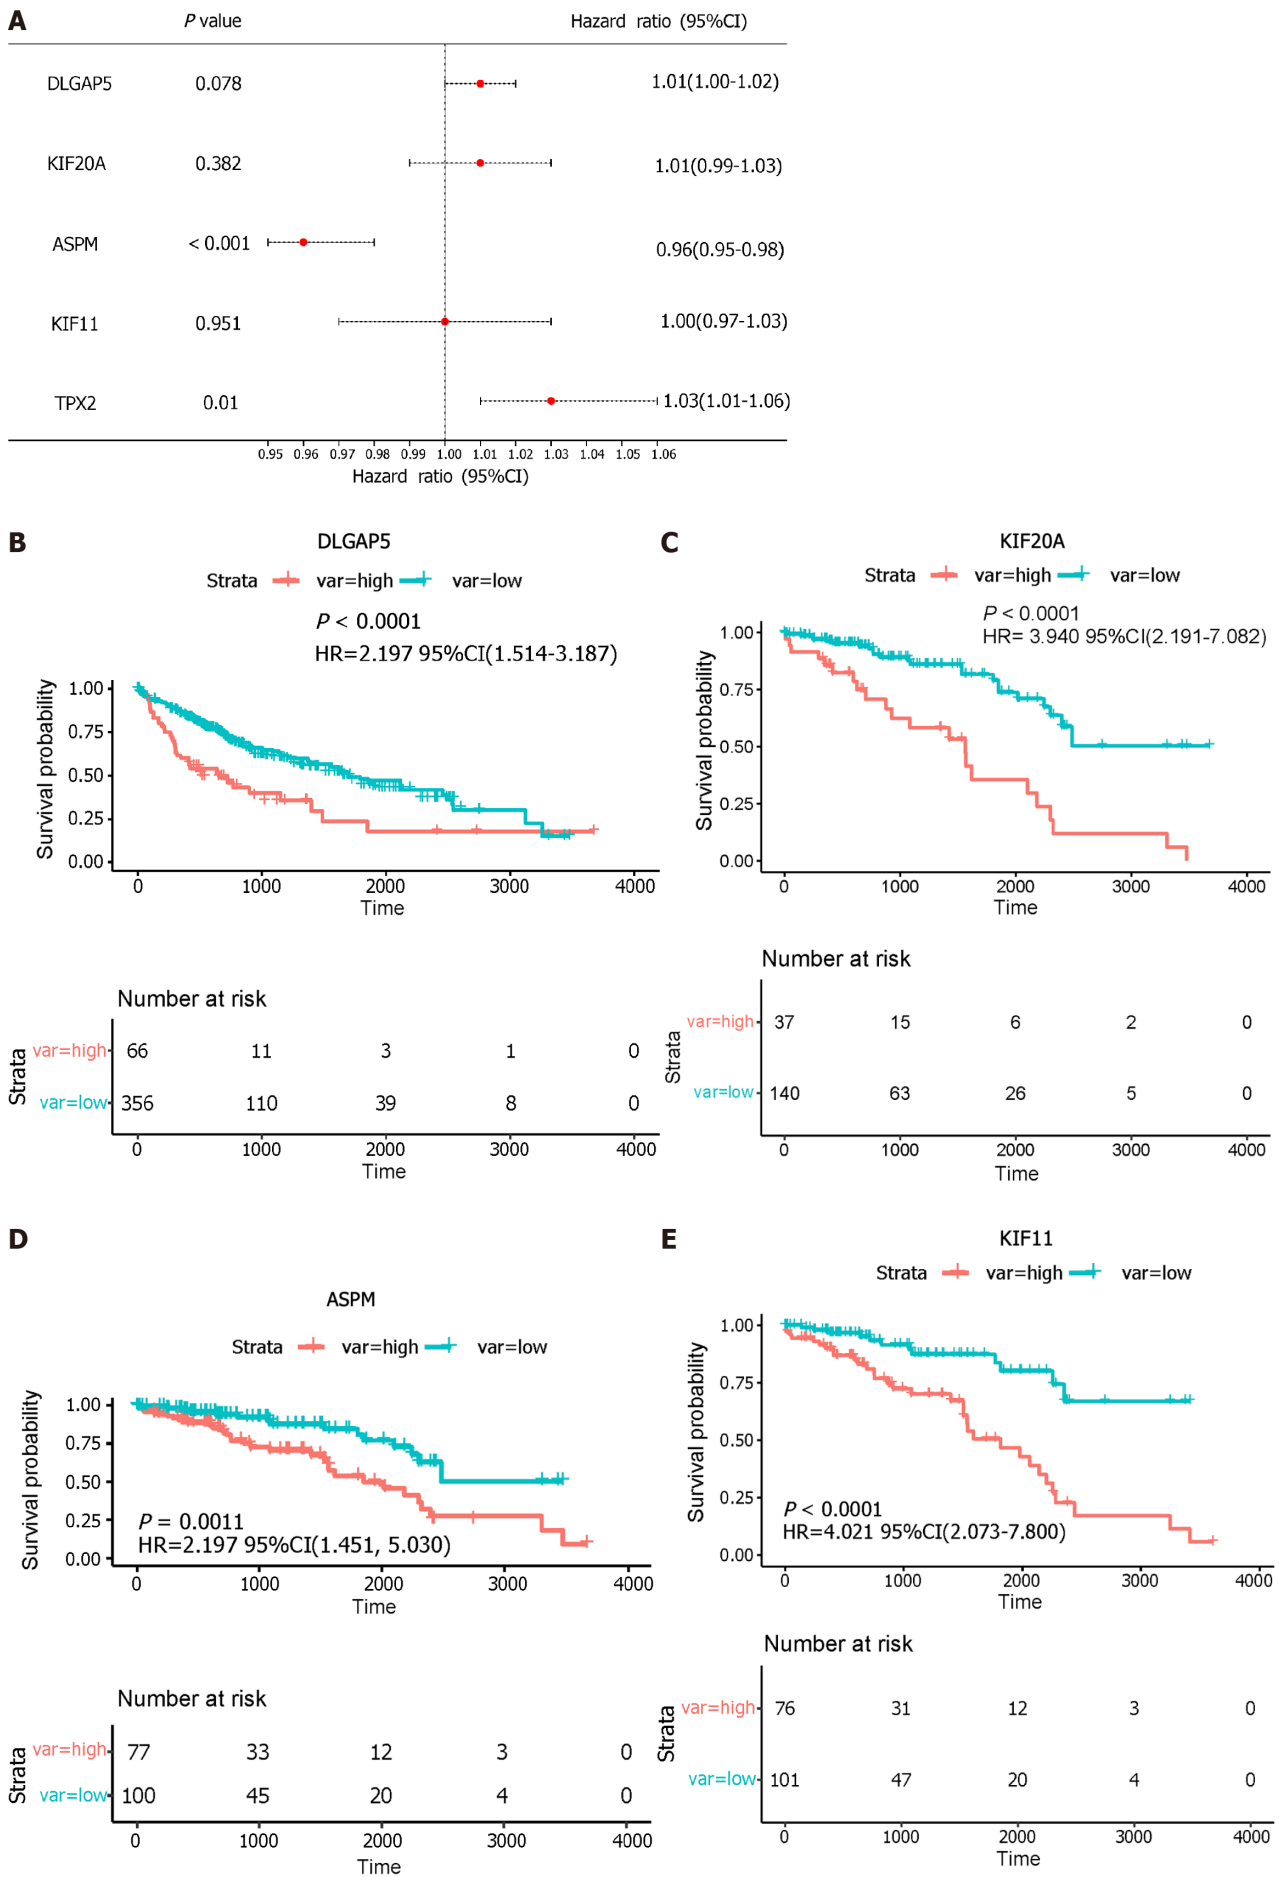 A
P value Hazard ratio (95%CI)
DLGAP5 0.078 1.01(1.00-1.02)
KIF20A 0.382 1.01(0.99-1.03)
ASPM < 0.001 0.96(0.95-0.98)
KIF11 0.951 1.00(0.97-1.03)
TPX2 0.01 1.03(1.01-1.06)
0.95 0.96 0.97 0.98 0.99 1.00 1.01 1.02 1.03 1.04 1.05 1.06
Hazard ratio (95%CI)
B
DLGAP5
Strata var=high var=low
P < 0.0001
HR=2.197 95%CI(1.514-3.187)
Survival probability
1.00
0.75
0.50
0.25
0.00
0 1000 2000 3000 4000
Time
Number at risk
Strata
var=high 66 11 3 1 0
var=low 356 110 39 8 0
0 1000 2000 3000 4000
Time
C
KIF20A
Strata var=high var=low
P < 0.0001
HR= 3.940 95%CI(2.191-7.082)
Survival probability
1.00
0.75
0.50
0.25
0.00
0 1000 2000 3000 4000
Time
Number at risk
Strata
var=high 37 15 6 2 0
var=low 140 63 26 5 0
0 1000 2000 3000 4000
Time
D
ASPM
Strata var=high var=low
Survival probability
1.00
0.75
0.50
0.25
0.00
P = 0.0011
HR=2.197 95%CI(1.451, 5.030)
0 1000 2000 3000 4000
Time
Number at risk
Strata
var=high 77 33 12 3 0
var=low 100 45 20 4 0
0 1000 2000 3000 4000
Time
E
KIF11
Strata var=high var=low
Survival probability
1.00
0.75
0.50
0.25
0.00
P < 0.0001
HR=4.021 95%CI(2.073-7.800)
0 1000 2000 3000 4000
Time
Number at risk
Strata
var=high 76 31 12 3 0
var=low 101 47 20 4 0
0 1000 2000 3000 4000
Time